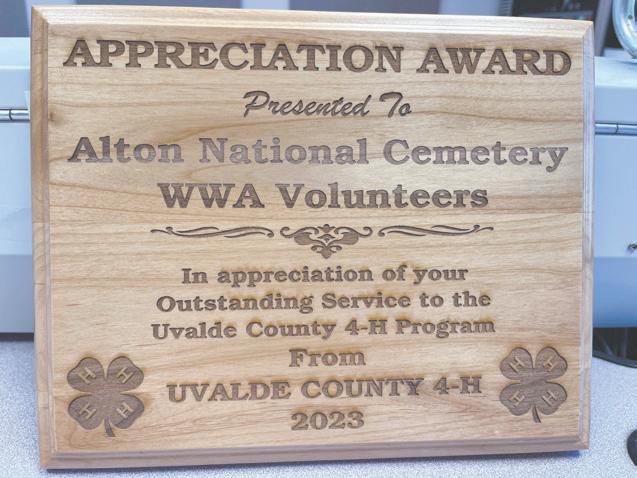 APPRECIATION AWARD
Presented To
Alton National Cemetery
WWA Volunteers
In appreciation of your
Outstanding Service to the
Uvalde County 4-H Program
From
UVALDE COUNTY 4-H
2023
H H H H
H H H H